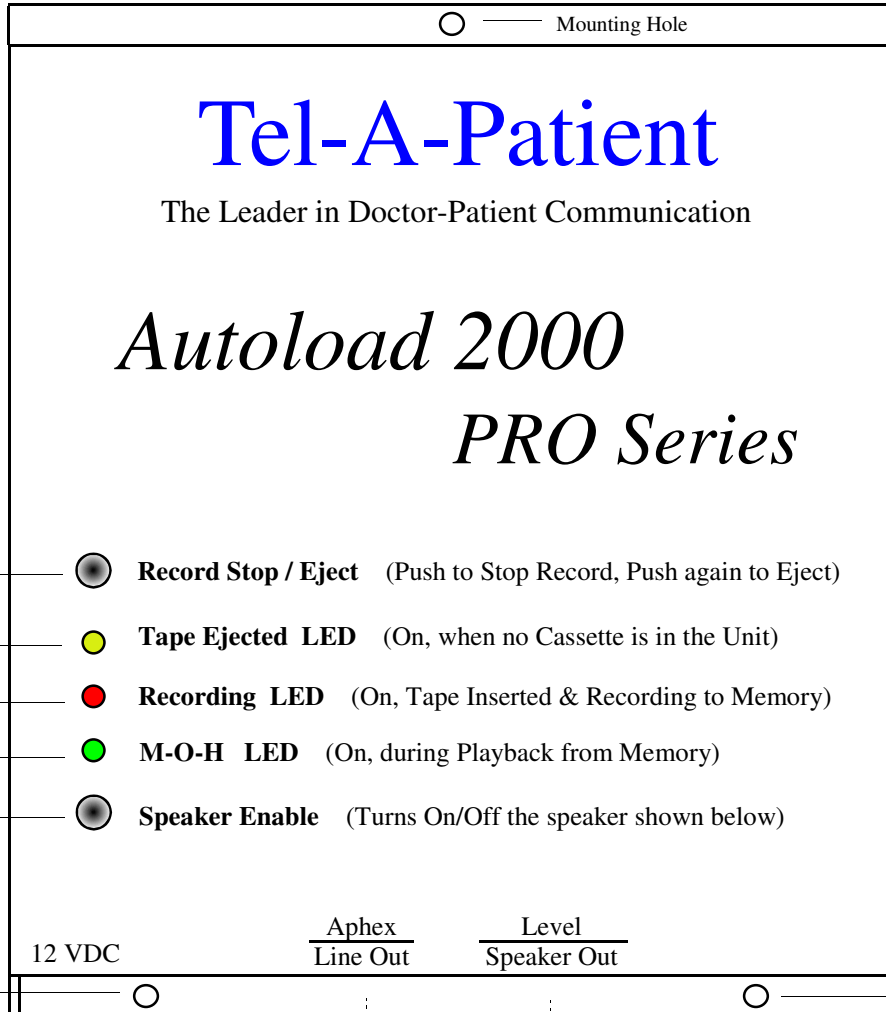 Mounting Hole
Tel-A-Patient
The Leader in Doctor-Patient Communication
Autoload 2000
PRO Series
Record Stop / Eject (Push to Stop Record, Push again to Eject)
Tape Ejected LED (On, when no Cassette is in the Unit)
Recording LED (On, Tape Inserted & Recording to Memory)
M-O-H LED (On, during Playback from Memory)
Speaker Enable (Turns On/Off the speaker shown below)
Aphex Level
12 VDC Line Out Speaker Out